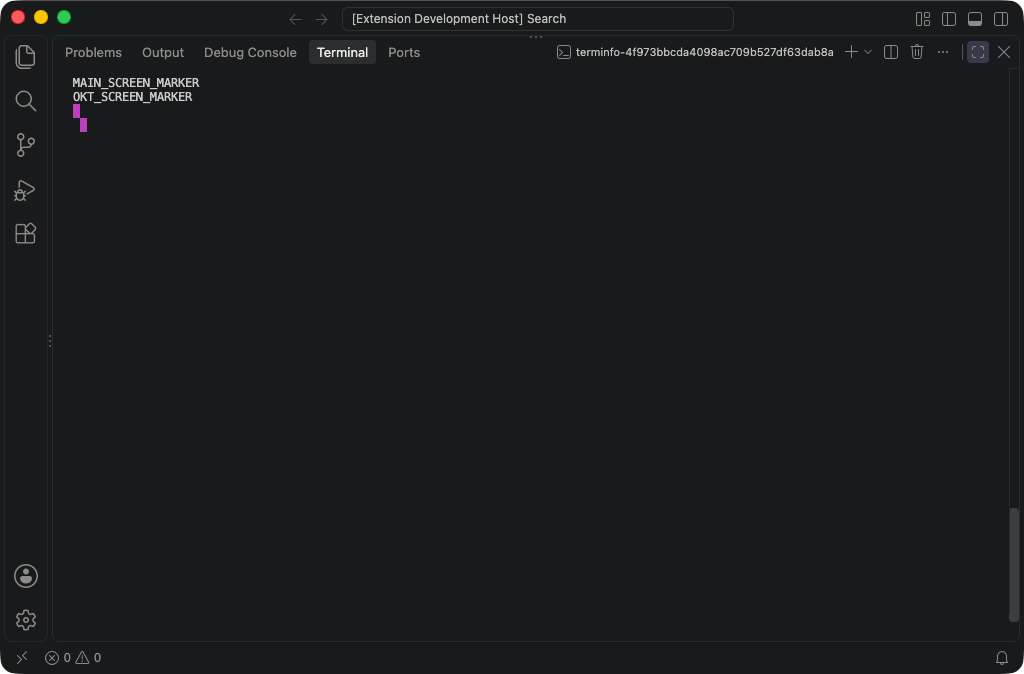 [Extension Development Host] Search
Problems Output Debug Console Terminal Ports
terminfo-4f973bbcda4098ac709b527df63dab8a
MAIN_SCREEN_MARKER
OKT_SCREEN_MARKER
0 0